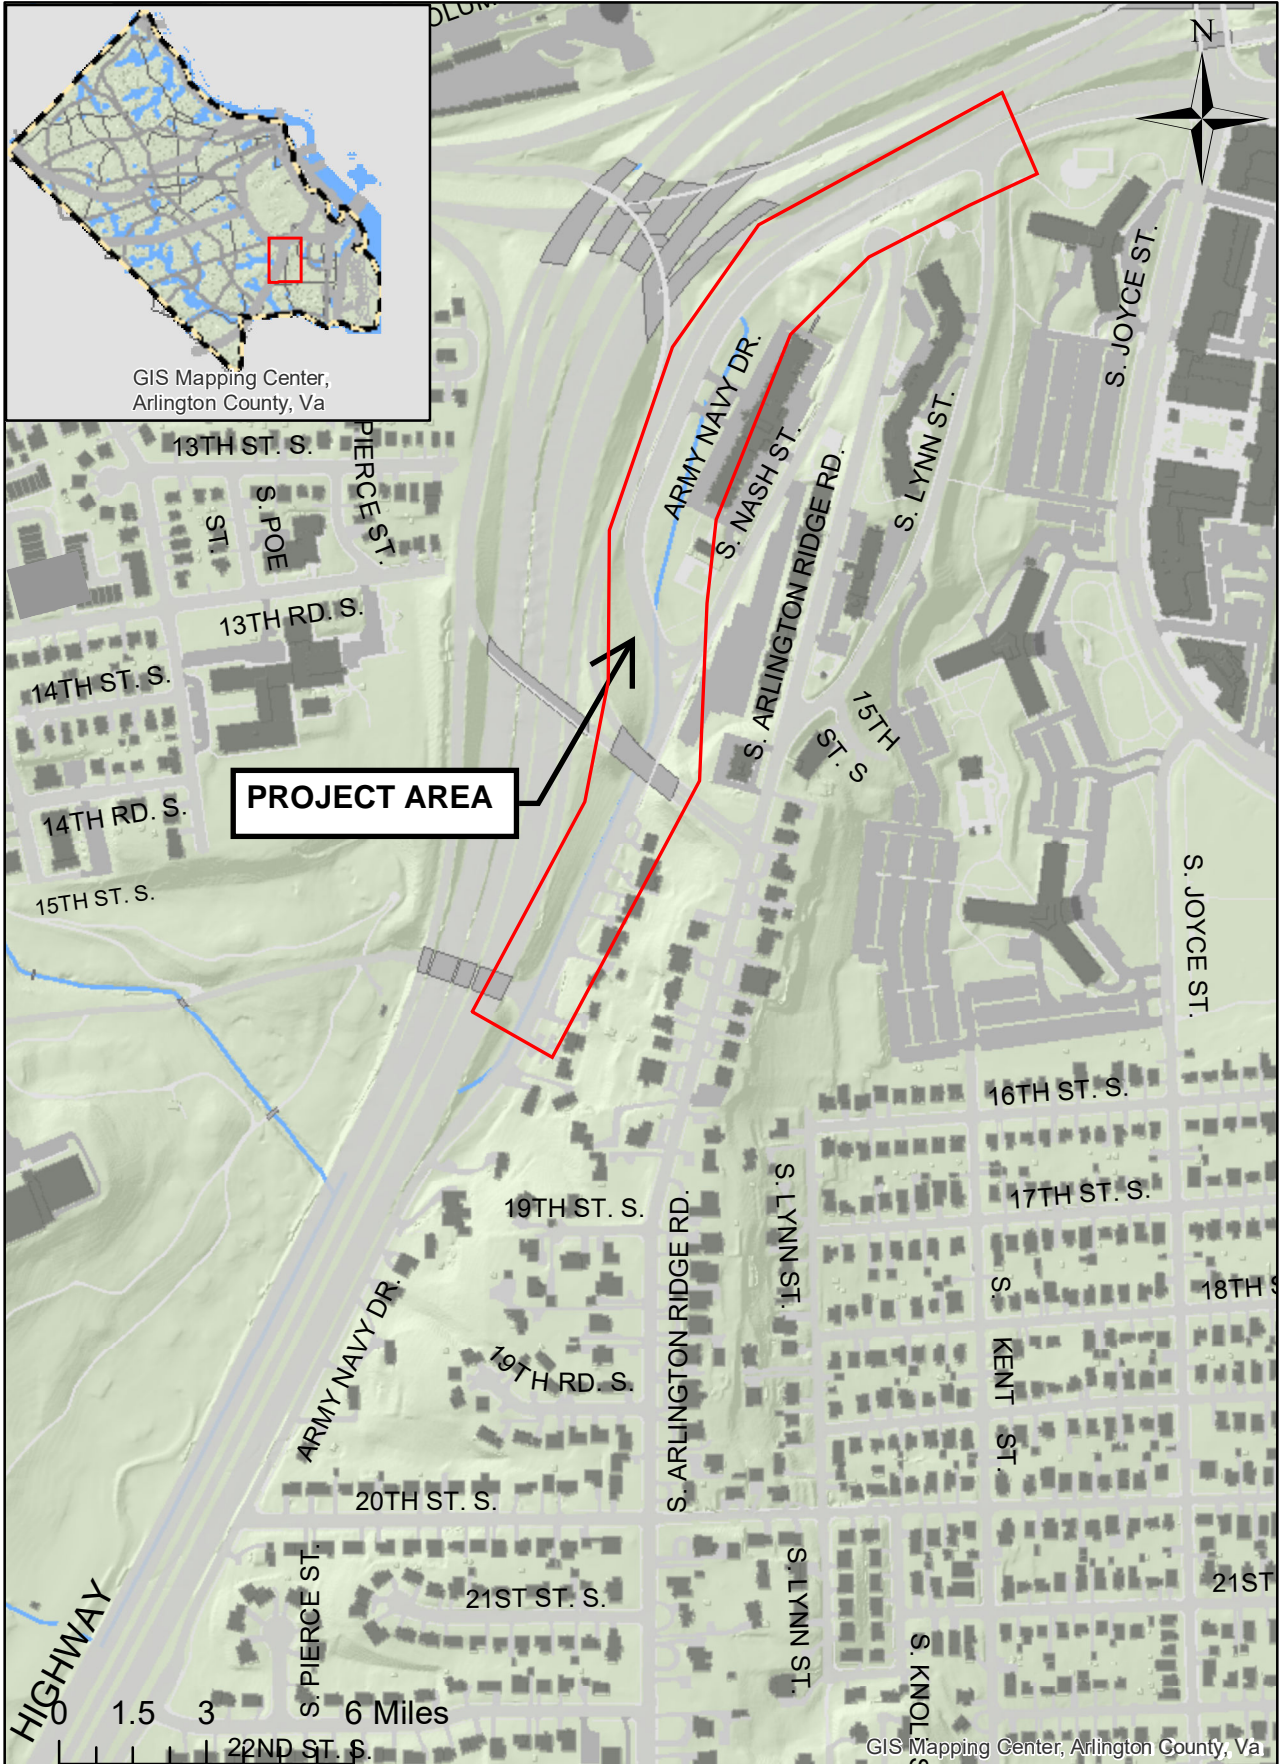 OLUM
N
GIS Mapping Center,
Arlington County, Va
13TH ST. S.
S. PIERCE ST.
S. POE
ST.
13TH RD. S.
14TH ST. S.
14TH RD. S.
15TH ST. S.
ARMY NAVY DR.
S. NASH ST.
S. ARLINGTON RIDGE RD.
S. LYNN ST.
S. JOYCE ST.
15TH
ST. S
PROJECT AREA
S. JOYCE ST.
16TH ST. S.
17TH ST. S.
18TH S
19TH ST. S.
S. ARLINGTON RIDGE RD.
S. LYNN ST.
S.
KENT
ST.
ARMY NAVY DR.
19TH RD. S.
20TH ST. S.
S. PIERCE ST.
21ST ST. S.
S. LYNN ST.
21ST
S. KNOL
HIGHWAY
0 1.5 3 6 Miles
22ND ST. S.
GIS Mapping Center, Arlington County, Va